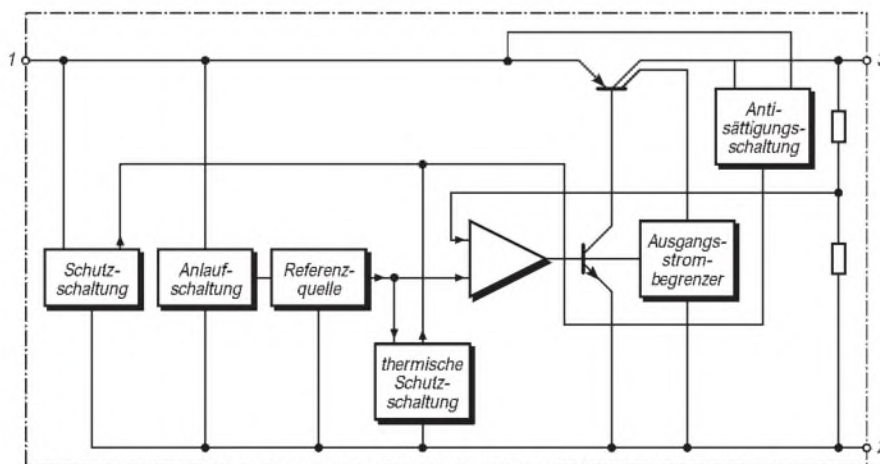 1
3
Anti-
sättigungs-
schaltung
Schutz-
schaltung
Anlauf-
schaltung
Referenz-
quelle
Ausgangs-
strom-
begrenzer
thermische
Schutz-
schaltung
2